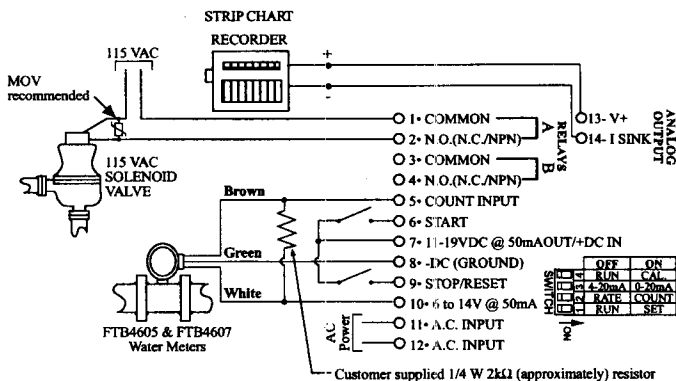 STRIP CHART
RECORDER
115 VAC
MOV
recommended
+
-
115 VAC
SOLENOID
VALVE
1• COMMON
2• N.O.(N.C./NPN)
A
3• COMMON
4• N.O.(N.C./NPN)
B
RELAYS
13- V+
14- I SINK
ANALOG
OUTPUT
Brown
5• COUNT INPUT
6• START
7• 11-19VDC @ 50mAOUT/+DC IN
Green
8• -DC (GROUND)
9• STOP/RESET
White
10• 6 to 14V @ 50mA
AC
Power
11• A.C. INPUT
12• A.C. INPUT
FTB4605 & FTB4607
Water Meters
SWITCH
OFF ON
4 RUN CAL.
3 4-20mA 0-20mA
2 RATE COUNT
1 RUN SET
ON
Customer supplied 1/4 W 2kΩ (approximately) resistor